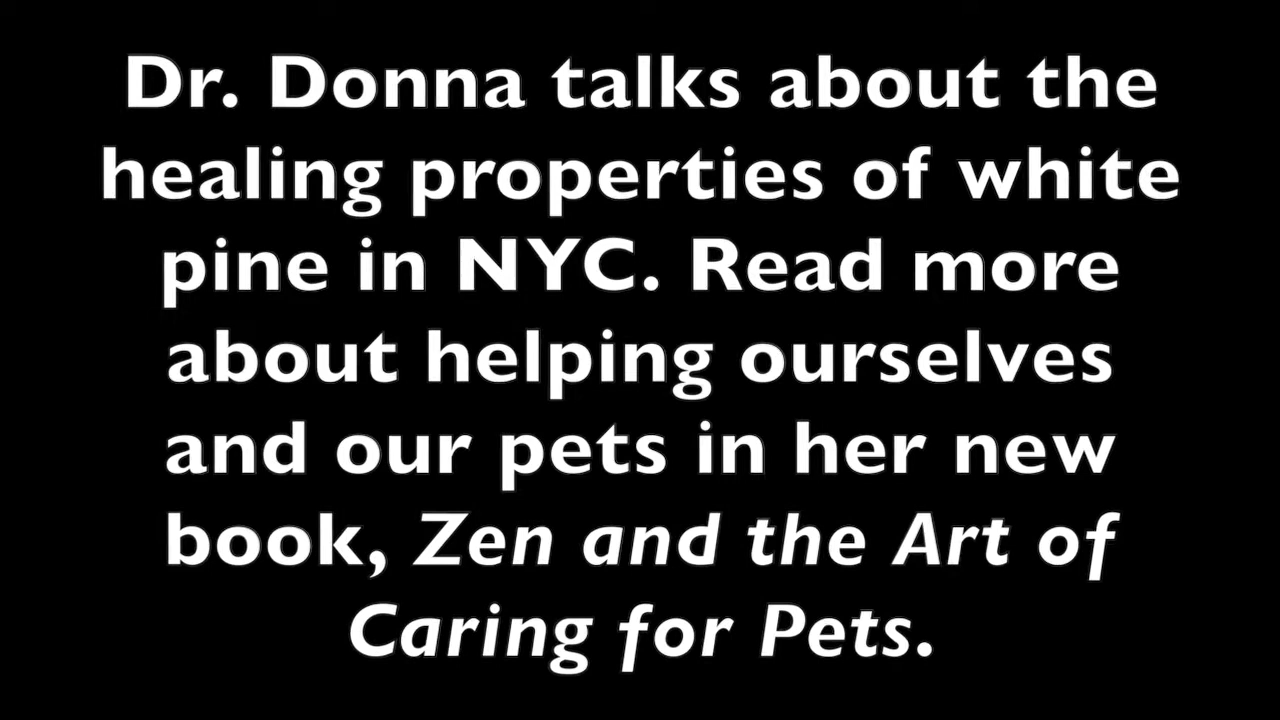 Dr. Donna talks about the
healing properties of white
pine in NYC. Read more
about helping ourselves
and our pets in her new
book, Zen and the Art of
Caring for Pets.